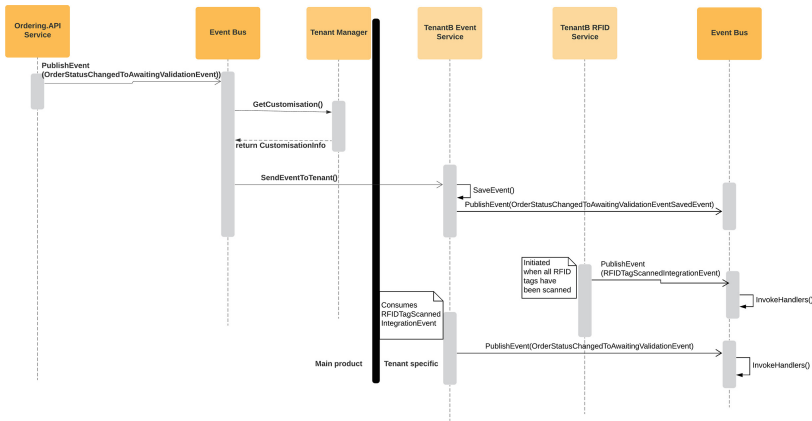 Ordering.API
Service
Event Bus
Tenant Manager
TenantB Event
Service
TenantB RFID
Service
Event Bus
PublishEvent
(OrderStatusChangedToAwaitingValidationEvent))
GetCustomisation()
return CustomisationInfo
SendEventToTenant()
SaveEvent()
PublishEvent(OrderStatusChangedToAwaitingValidationEventSavedEvent)
Initiated
when all RFID
tags have
been scanned
PublishEvent
(RFIDTagScannedIntegrationEvent)
InvokeHandlers()
Consumes
RFIDTagScanned
IntegrationEvent
PublishEvent(OrderStatusChangedToAwaitingValidationEvent)
InvokeHandlers()
Main product
Tenant specific